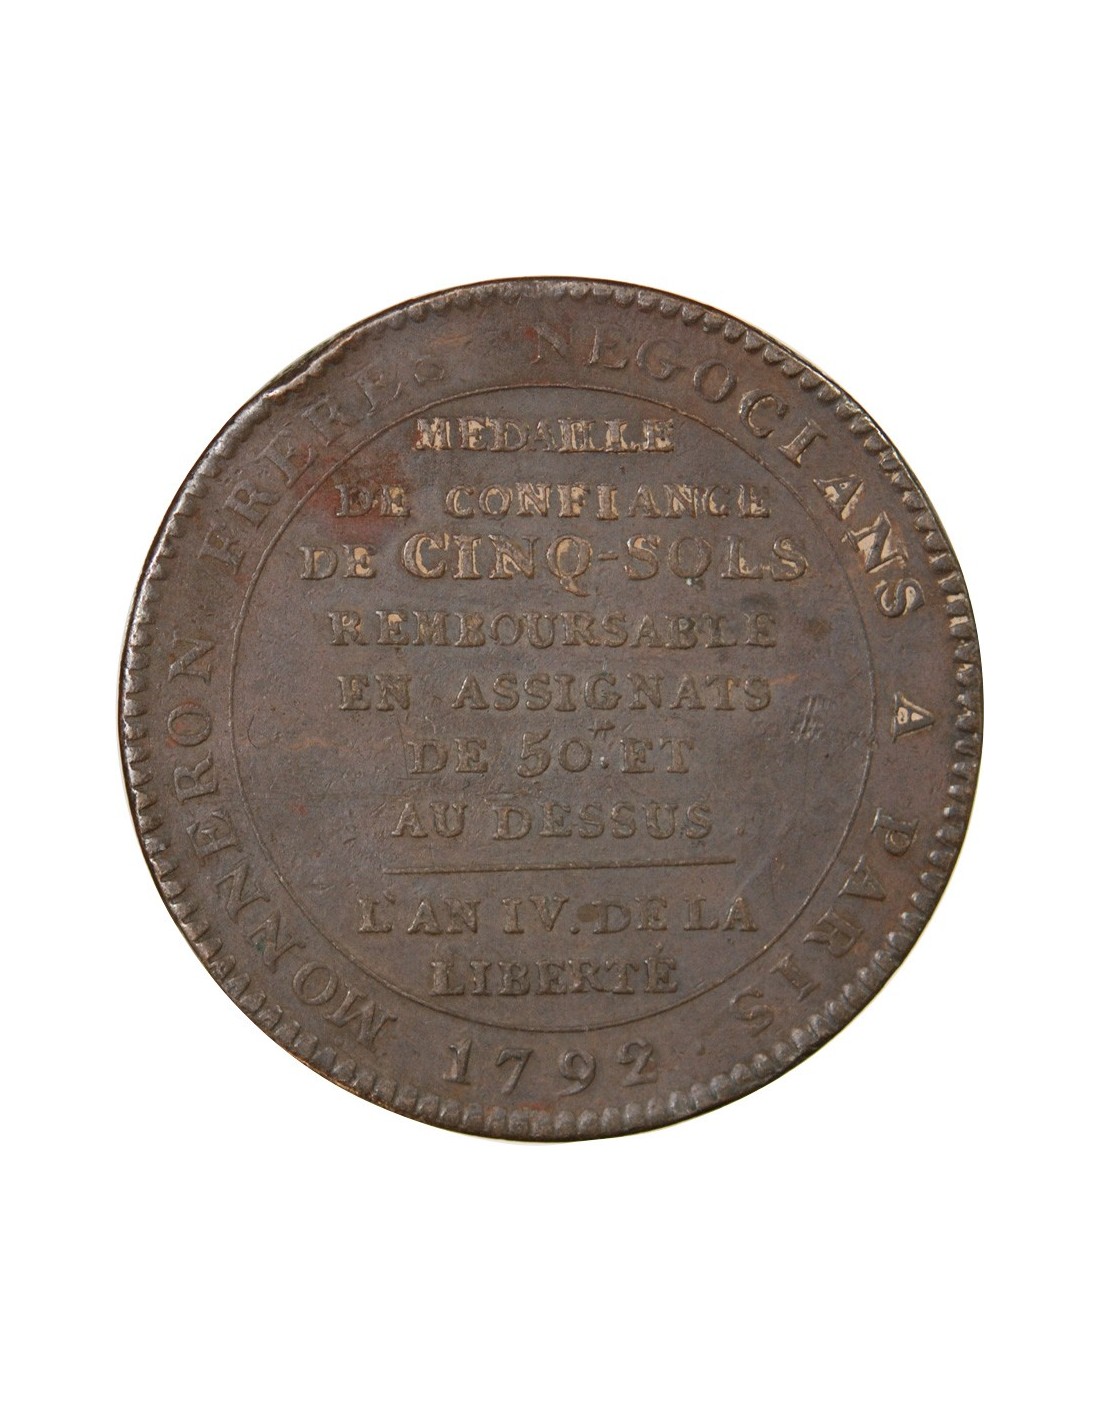 MONNERON FRERES NEGOCIANS A PARIS.
MEDAILLE
DE CONFIANCE
DE CINQ-SOLS
REMBOURSABLE
EN ASSIGNATS
DE 50ᵗᵗ. ET
AU DESSUS
L'AN IV. DE LA
LIBERTÉ
1792